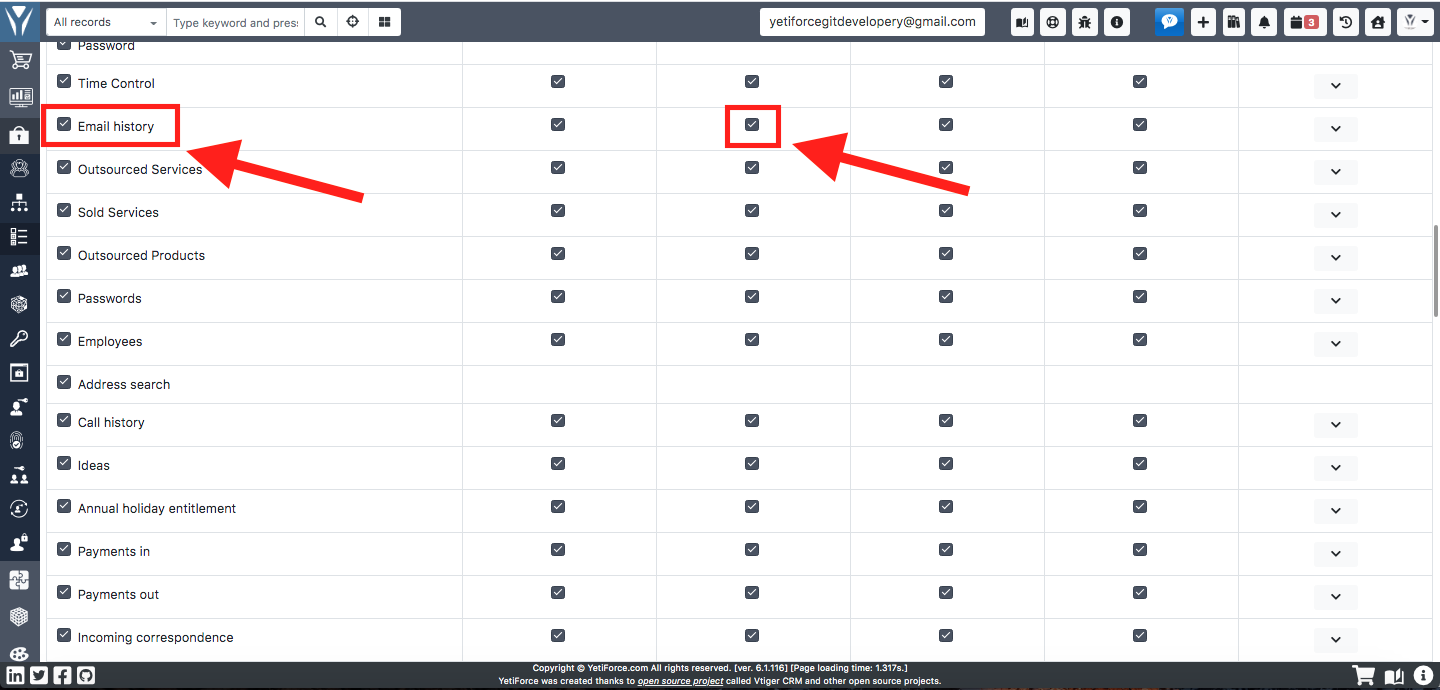 All records
Type keyword and press
yetiforcegitdevelopery@gmail.com
3
Password
Time Control
Email history
Outsourced Services
Sold Services
Outsourced Products
Passwords
Employees
Address search
Call history
Ideas
Annual holiday entitlement
Payments in
Payments out
Incoming correspondence
Copyright © YetiForce.com All rights reserved. [ver. 6.1.116] [Page loading time: 1.317s.]
YetiForce was created thanks to open source project called Vtiger CRM and other open source projects.